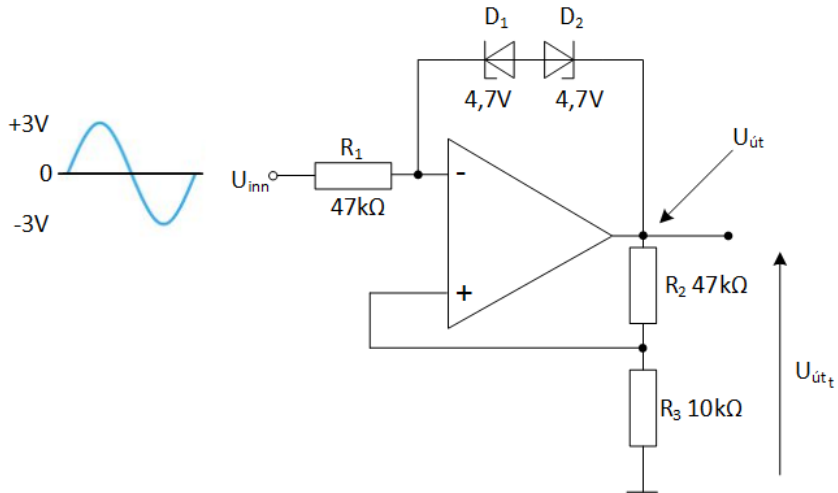 D₁ D₂
4,7V 4,7V
+3V
0
-3V
Uᵢₙₙ
R₁
47kΩ
-
+
Uút
R₂ 47kΩ
R₃ 10kΩ
Uútₜ